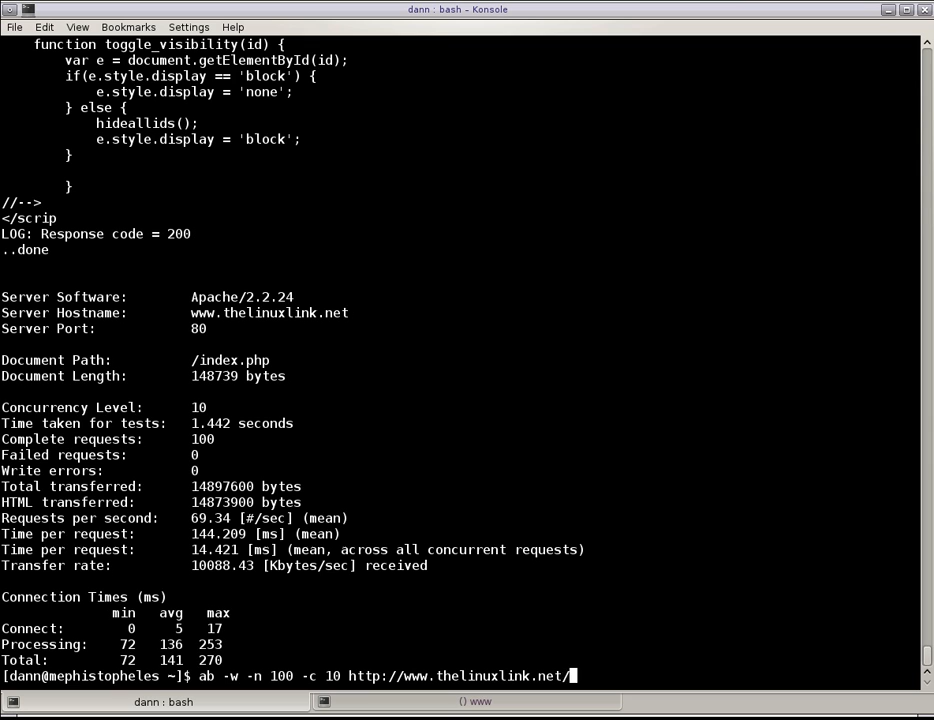 dann : bash - Konsole
File Edit View Bookmarks Settings Help
function toggle_visibility(id) {
var e = document.getElementById(id);
if(e.style.display == 'block') {
e.style.display = 'none';
} else {
hideallids();
e.style.display = 'block';
}
}
//-->
</scrip
LOG: Response code = 200
..done
Server Software: Apache/2.2.24
Server Hostname: www.thelinuxlink.net
Server Port: 80
Document Path: /index.php
Document Length: 148739 bytes
Concurrency Level: 10
Time taken for tests: 1.442 seconds
Complete requests: 100
Failed requests: 0
Write errors: 0
Total transferred: 14897600 bytes
HTML transferred: 14873900 bytes
Requests per second: 69.34 [#/sec] (mean)
Time per request: 144.209 [ms] (mean)
Time per request: 14.421 [ms] (mean, across all concurrent requests)
Transfer rate: 10088.43 [Kbytes/sec] received
Connection Times (ms)
min avg max
Connect: 0 5 17
Processing: 72 136 253
Total: 72 141 270
[dann@mephistopheles ~]$ ab -w -n 100 -c 10 http://www.thelinuxlink.net/
dann : bash
() www